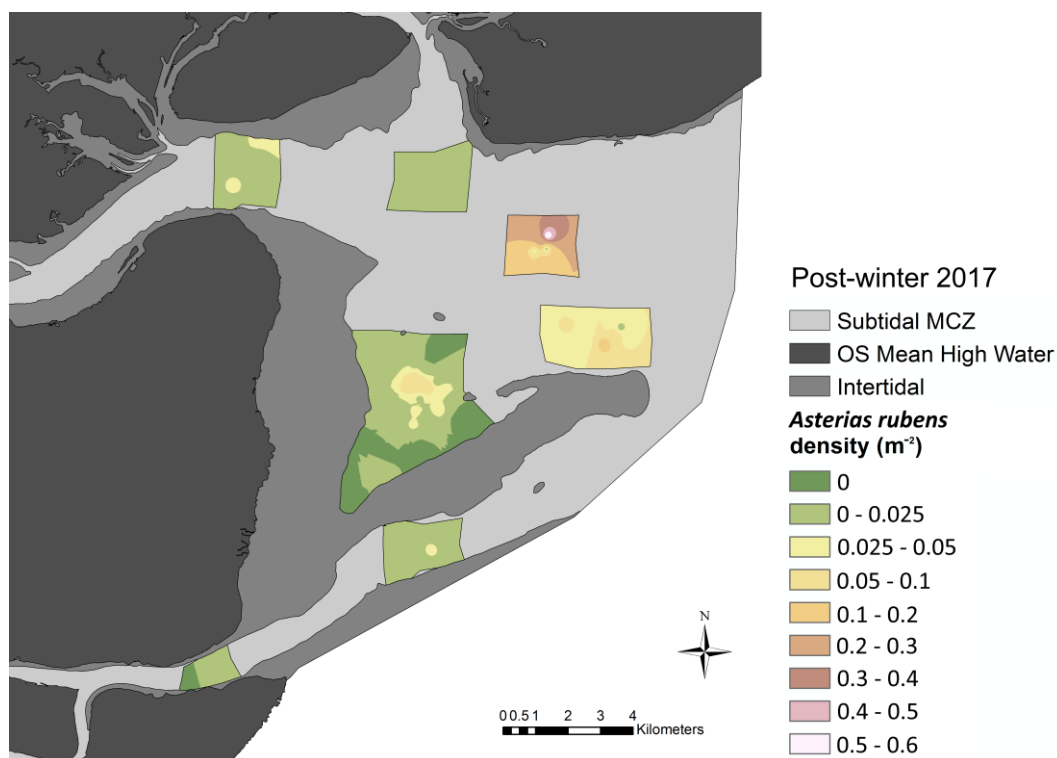 Post-winter 2017
Subtidal MCZ
OS Mean High Water
Intertidal
Asterias rubens
density (m⁻²)
0
0 - 0.025
0.025 - 0.05
0.05 - 0.1
0.1 - 0.2
0.2 - 0.3
0.3 - 0.4
0.4 - 0.5
0.5 - 0.6
N
0 0.5 1 2 3 4
Kilometers